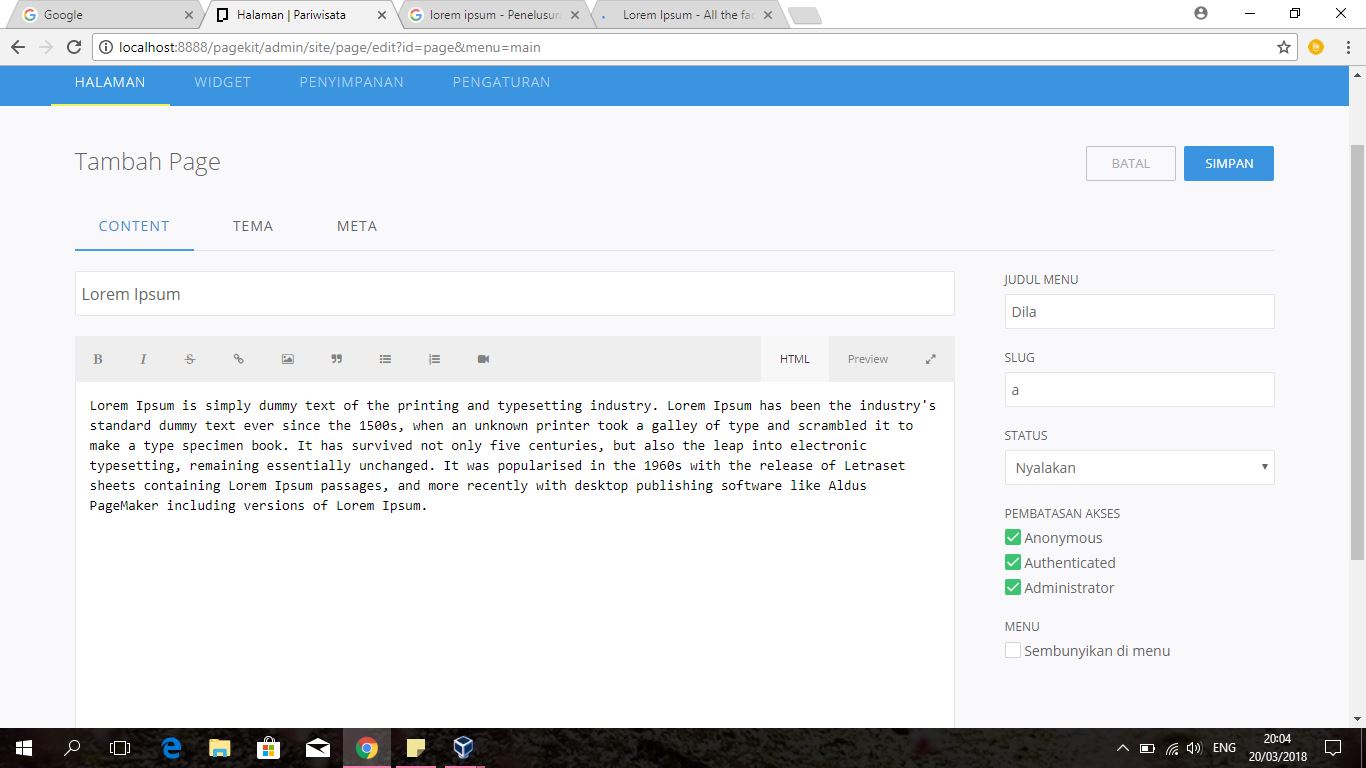 Google
Halaman | Pariwisata
lorem ipsum - Penelusura
Lorem Ipsum - All the fac
localhost:8888/pagekit/admin/site/page/edit?id=page&menu=main
HALAMAN WIDGET PENYIMPANAN PENGATURAN
Tambah Page
BATAL SIMPAN
CONTENT TEMA META
Lorem Ipsum
B I S HTML Preview
Lorem Ipsum is simply dummy text of the printing and typesetting industry. Lorem Ipsum has been the industry's
standard dummy text ever since the 1500s, when an unknown printer took a galley of type and scrambled it to
make a type specimen book. It has survived not only five centuries, but also the leap into electronic
typesetting, remaining essentially unchanged. It was popularised in the 1960s with the release of Letraset
sheets containing Lorem Ipsum passages, and more recently with desktop publishing software like Aldus
PageMaker including versions of Lorem Ipsum.
JUDUL MENU
Dila
SLUG
a
STATUS
Nyalakan
PEMBATASAN AKSES
Anonymous
Authenticated
Administrator
MENU
Sembunyikan di menu
ENG
20:04
20/03/2018